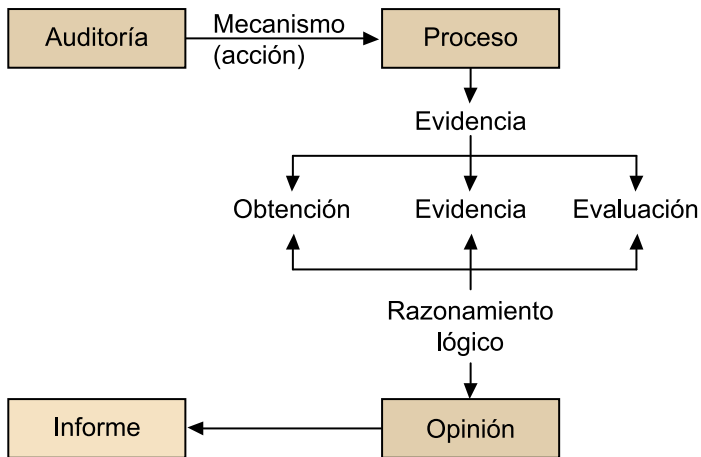 Auditoría
Mecanismo
(acción)
Proceso
Evidencia
Obtención
Evidencia
Evaluación
Razonamiento
lógico
Informe
Opinión